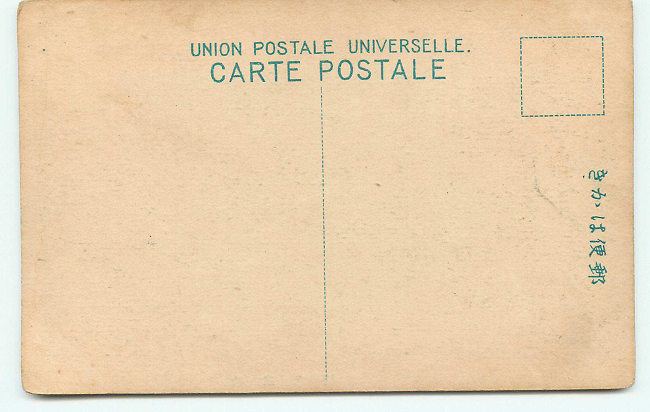 UNION POSTALE UNIVERSELLE.
CARTE POSTALE
きかは便郵